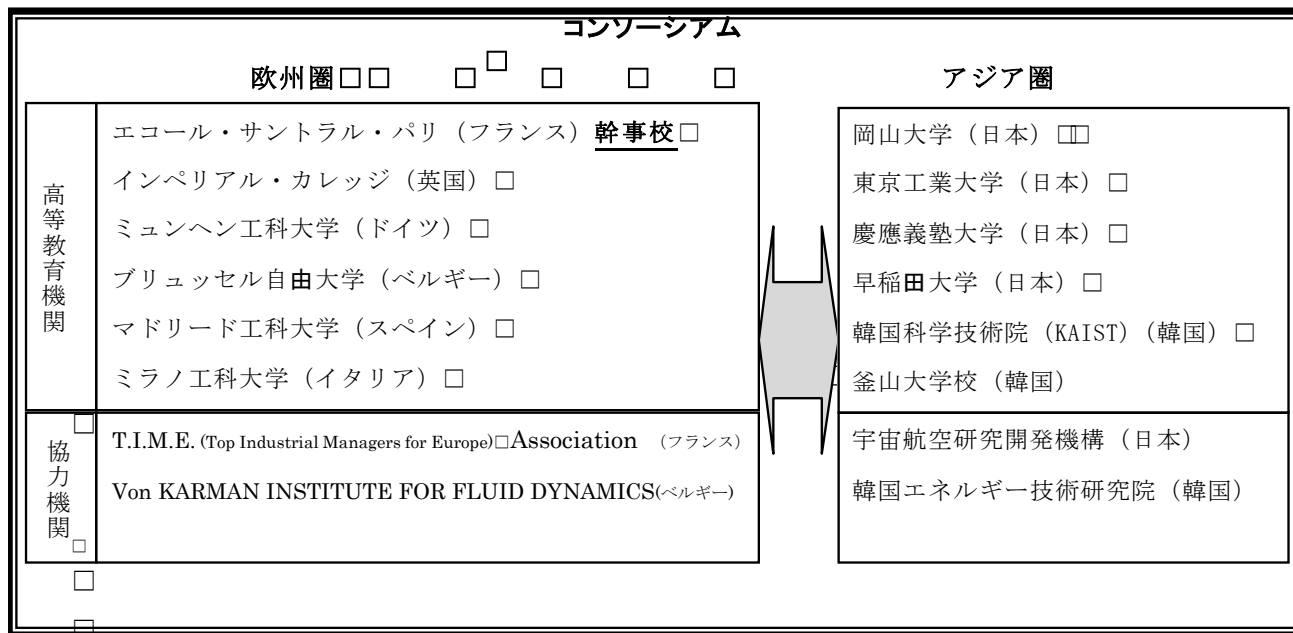 コンソーシアム
欧州圏□□ □ □ □ □ □
アジア圏
高等教育機関
エコール・サントラル・パリ（フランス）幹事校□
インペリアル・カレッジ（英国）□
ミュンヘン工科大学（ドイツ）□
ブリュッセル自由大学（ベルギー）□
マドリード工科大学（スペイン）□
ミラノ工科大学（イタリア）□
岡山大学（日本）□□
東京工業大学（日本）□
慶應義塾大学（日本）□
早稲田大学（日本）□
韓国科学技術院（KAIST）（韓国）□
釜山大学校（韓国）
協力機関
T.I.M.E. (Top Industrial Managers for Europe)□Association （フランス）
Von KARMAN INSTITUTE FOR FLUID DYNAMICS(ベルギー)
宇宙航空研究開発機構（日本）
韓国エネルギー技術研究院（韓国）